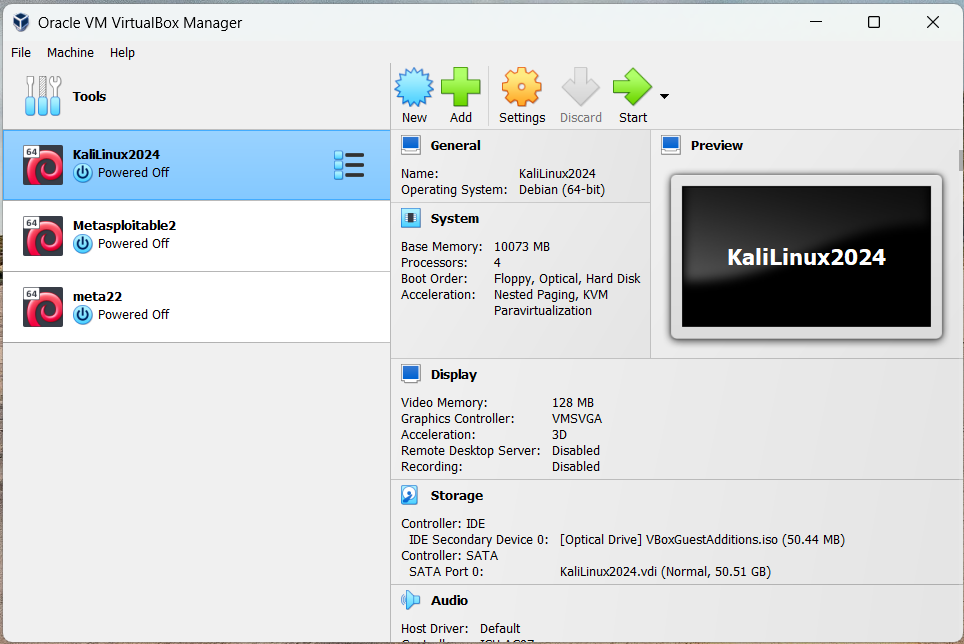 Oracle VM VirtualBox Manager
File Machine Help
Tools
New Add Settings Discard Start
64 KaliLinux2024
Powered Off
64 Metasploitable2
Powered Off
64 meta22
Powered Off
General
Name: KaliLinux2024
Operating System: Debian (64-bit)
Preview
KaliLinux2024
System
Base Memory: 10073 MB
Processors: 4
Boot Order: Floppy, Optical, Hard Disk
Acceleration: Nested Paging, KVM
Paravirtualization
Display
Video Memory: 128 MB
Graphics Controller: VMSVGA
Acceleration: 3D
Remote Desktop Server: Disabled
Recording: Disabled
Storage
Controller: IDE
IDE Secondary Device 0: [Optical Drive] VBoxGuestAdditions.iso (50.44 MB)
Controller: SATA
SATA Port 0: KaliLinux2024.vdi (Normal, 50.51 GB)
Audio
Host Driver: Default